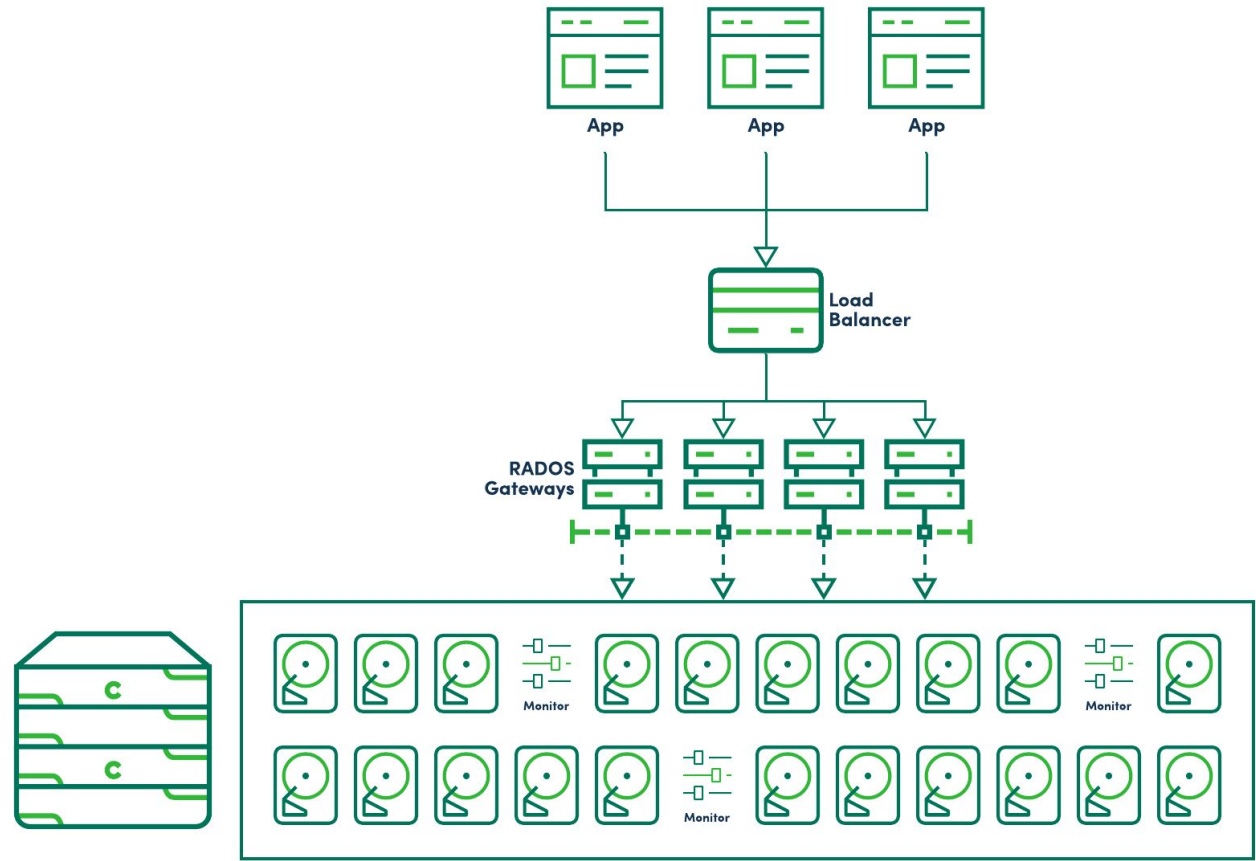 App
App
App
Load
Balancer
RADOS
Gateways
C
Monitor
Monitor
C
Monitor